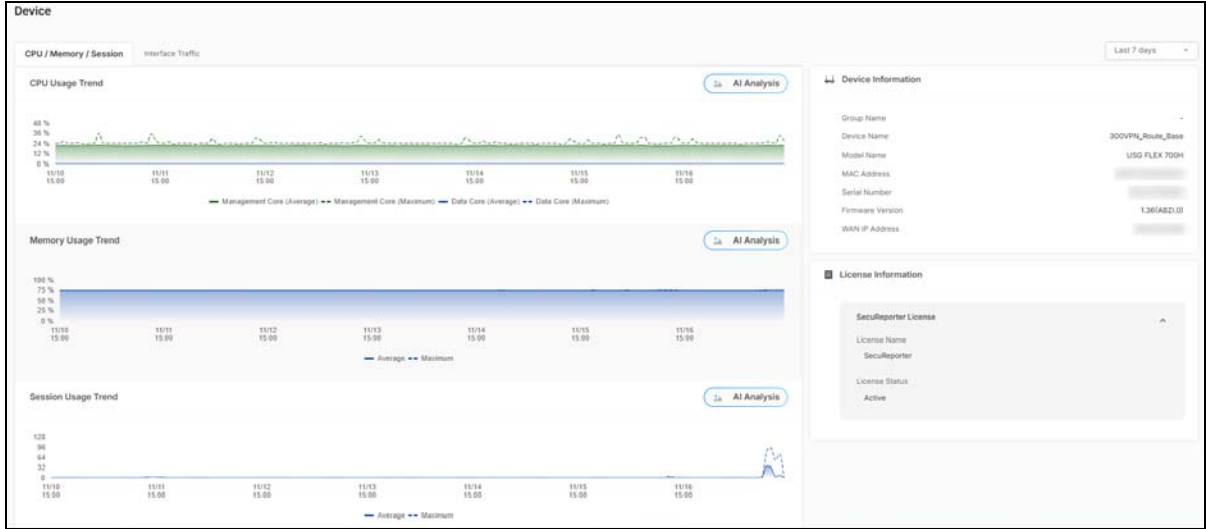 Device
CPU / Memory / Session
Interface Traffic
Last 7 days
CPU Usage Trend
AI Analysis
48 %
36 %
24 %
12 %
0 %
11/10 11/11 11/12 11/13 11/14 11/15 11/16
15:00 15:00 15:00 15:00 15:00 15:00 15:00
Management Core (Average) Management Core (Maximum) Data Core (Average) Data Core (Maximum)
Memory Usage Trend
AI Analysis
100 %
75 %
50 %
25 %
0 %
11/10 11/11 11/12 11/13 11/14 11/15 11/16
15:00 15:00 15:00 15:00 15:00 15:00 15:00
Average Maximum
Session Usage Trend
AI Analysis
128
96
64
32
0
11/10 11/11 11/12 11/13 11/14 11/15 11/16
15:00 15:00 15:00 15:00 15:00 15:00 15:00
Average Maximum
Device Information
Group Name -
Device Name 300VPN_Route_Base
Model Name USG FLEX 700H
MAC Address
Serial Number
Firmware Version 1.36(ABZI.0)
WAN IP Address
License Information
SecuReporter License
License Name
SecuReporter
License Status
Active